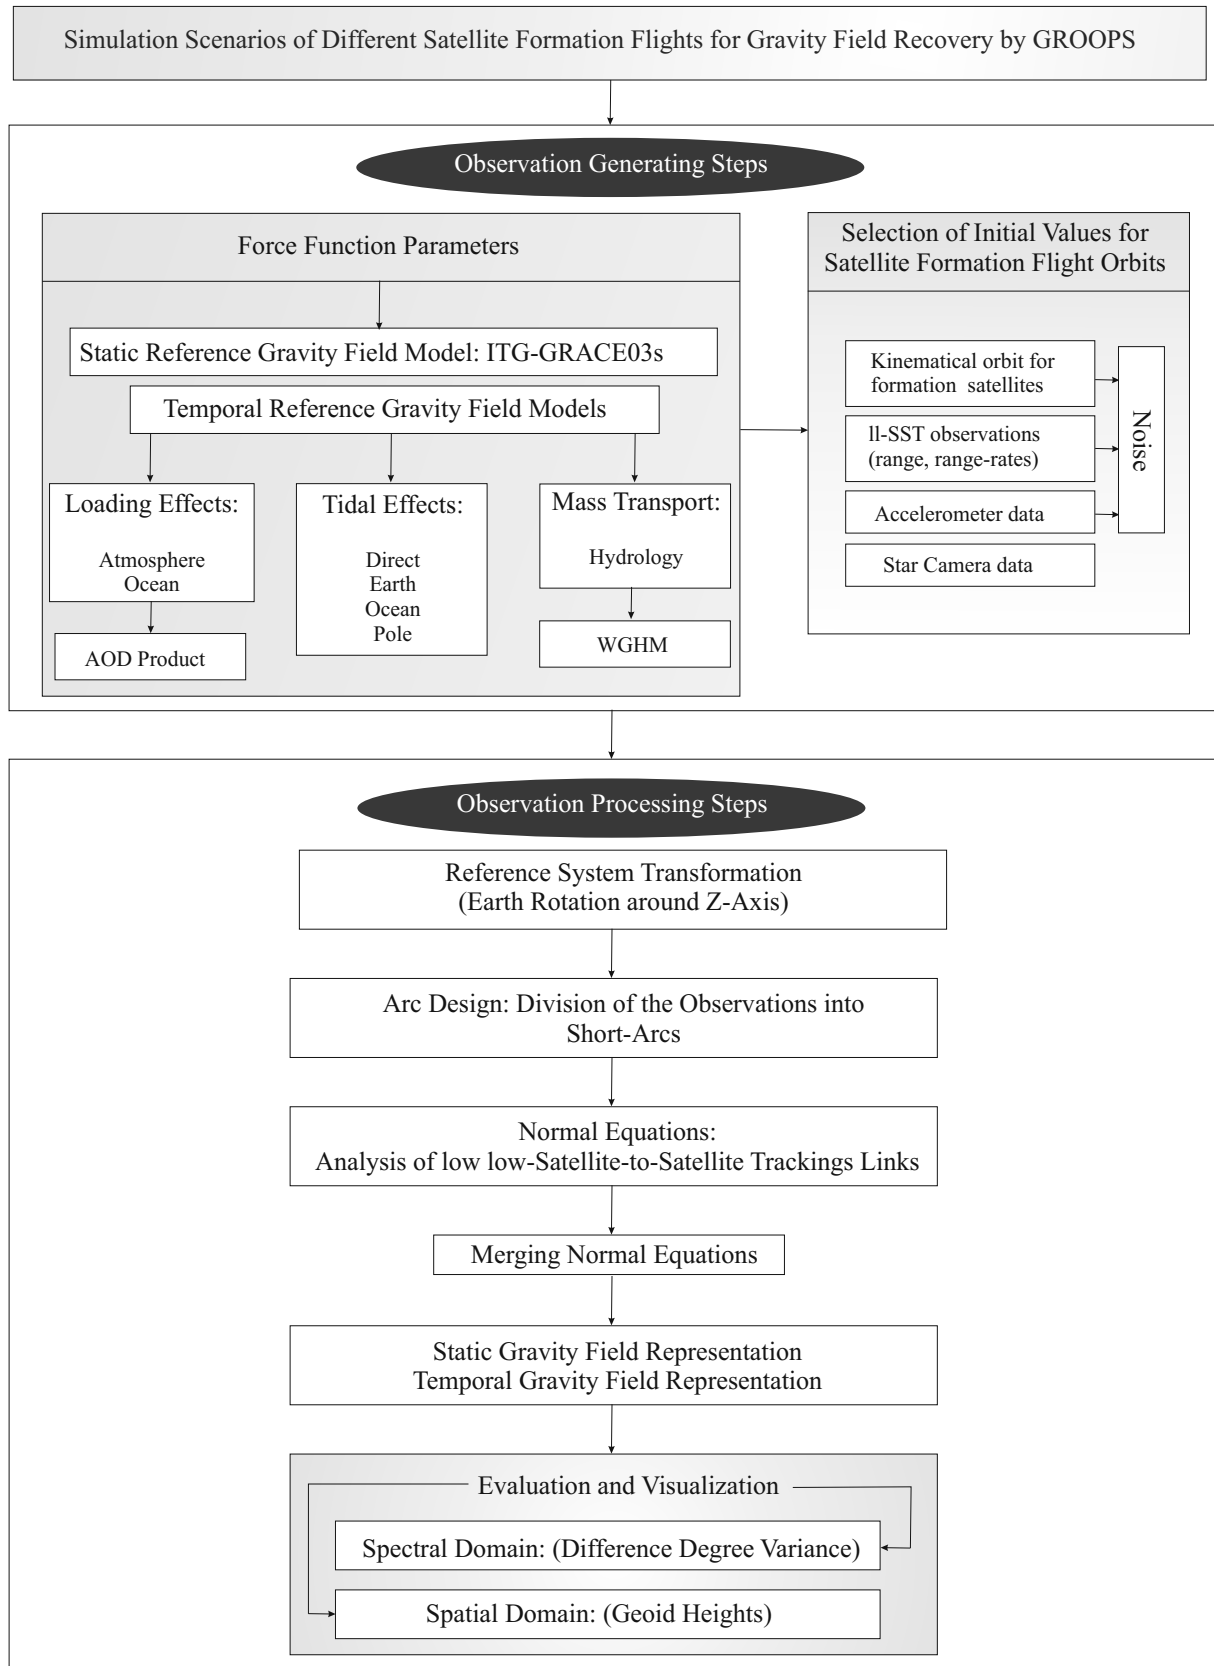 Simulation Scenarios of Different Satellite Formation Flights for Gravity Field Recovery by GROOPS
Observation Generating Steps
Force Function Parameters
Static Reference Gravity Field Model: ITG-GRACE03s
Temporal Reference Gravity Field Models
Loading Effects:
Atmosphere
Ocean
AOD Product
Tidal Effects:
Direct
Earth
Ocean
Pole
Mass Transport:
Hydrology
WGHM
Selection of Initial Values for
Satellite Formation Flight Orbits
Kinematical orbit for
formation satellites
ll-SST observations
(range, range-rates)
Accelerometer data
Star Camera data
Noise
Observation Processing Steps
Reference System Transformation
(Earth Rotation around Z-Axis)
Arc Design: Division of the Observations into
Short-Arcs
Normal Equations:
Analysis of low low-Satellite-to-Satellite Trackings Links
Merging Normal Equations
Static Gravity Field Representation
Temporal Gravity Field Representation
Evaluation and Visualization
Spectral Domain: (Difference Degree Variance)
Spatial Domain: (Geoid Heights)